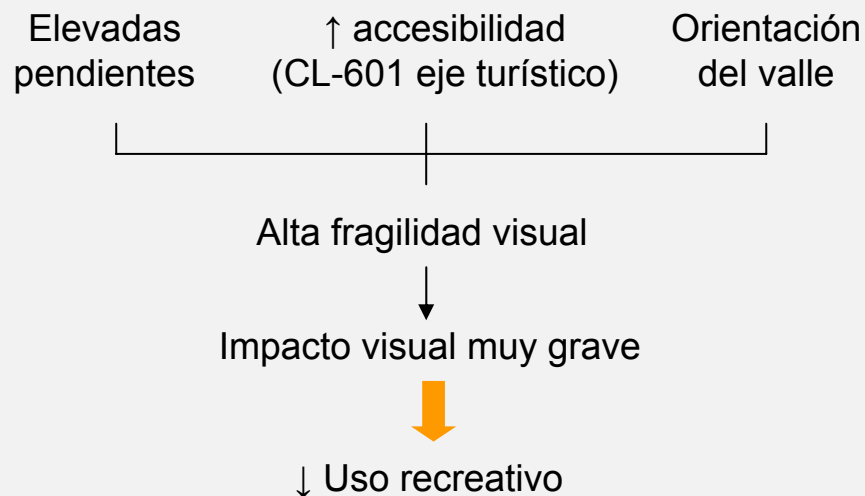 Elevadas
pendientes
↑ accesibilidad
(CL-601 eje turístico)
Orientación
del valle
Alta fragilidad visual
Impacto visual muy grave
↓ Uso recreativo